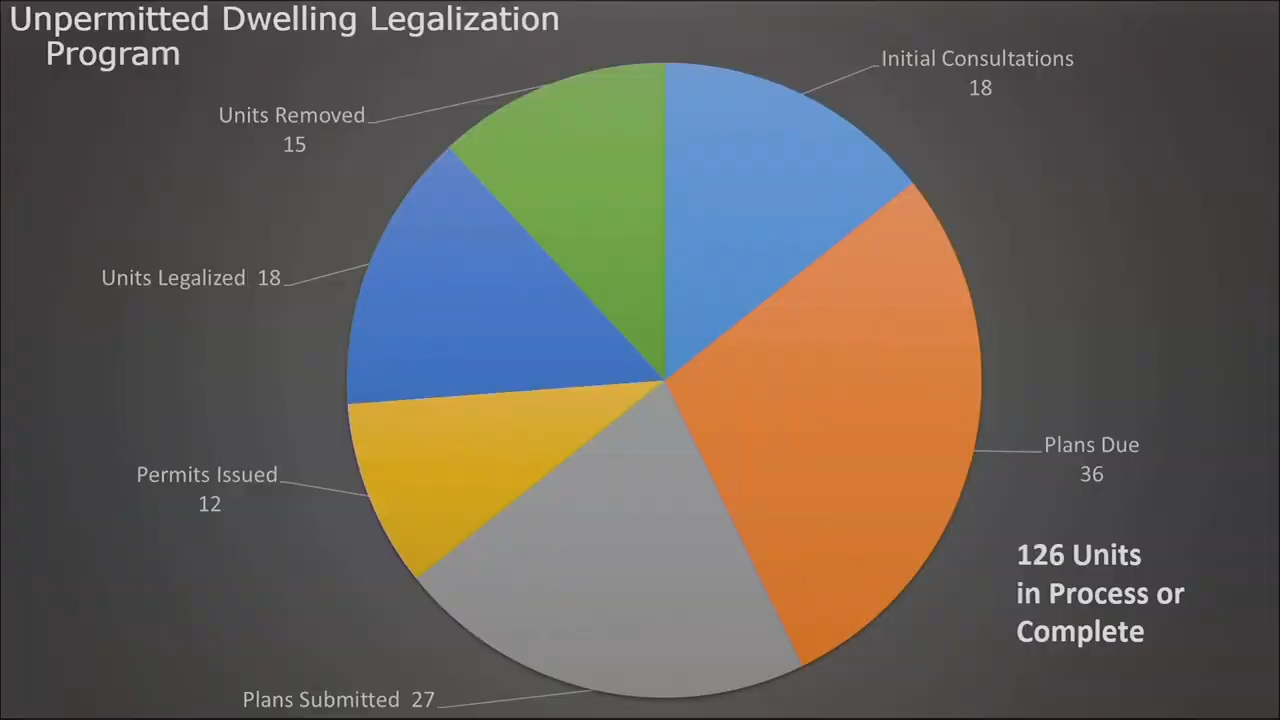 Unpermitted Dwelling Legalization
Program
Initial Consultations
18
Units Removed
15
Units Legalized 18
Plans Due
36
Permits Issued
12
126 Units
in Process or
Complete
Plans Submitted 27